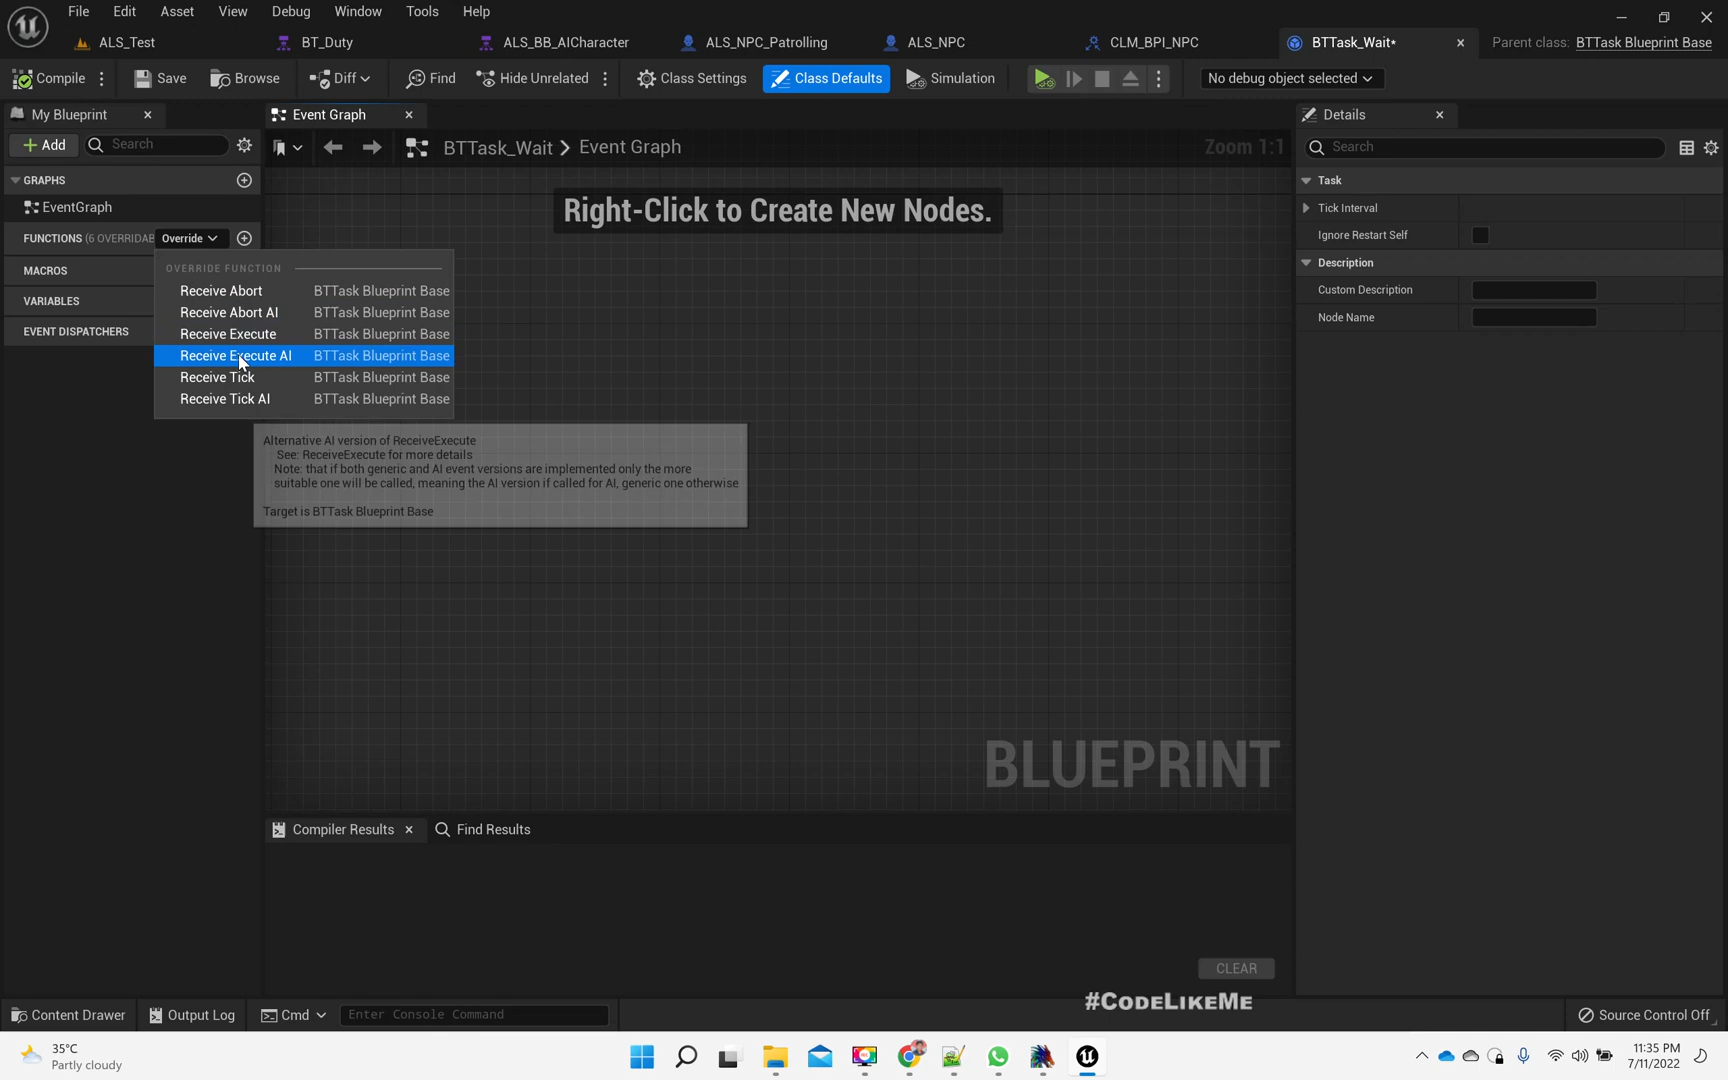 File Edit Asset View Debug Window Tools Help
ALS_Test BT_Duty ALS_BB_AICharacter ALS_NPC_Patrolling ALS_NPC CLM_BPI_NPC BTTask_Wait* Parent class: BTTask Blueprint Base
Compile Save Browse Diff Find Hide Unrelated Class Settings Class Defaults Simulation No debug object selected
My Blueprint Event Graph Details
Add Search BTTask_Wait > Event Graph Zoom 1:1 Search
GRAPHS Task
EventGraph Right-Click to Create New Nodes. Tick Interval
FUNCTIONS (6 OVERRIDAB Override Ignore Restart Self
MACROS OVERRIDE FUNCTION Description
Receive Abort BTTask Blueprint Base Custom Description
VARIABLES Receive Abort AI BTTask Blueprint Base Node Name
EVENT DISPATCHERS Receive Execute BTTask Blueprint Base
Receive Execute AI BTTask Blueprint Base
Receive Tick BTTask Blueprint Base
Receive Tick AI BTTask Blueprint Base
Alternative AI version of ReceiveExecute
See: ReceiveExecute for more details
Note: that if both generic and AI event versions are implemented only the more
suitable one will be called, meaning the AI version if called for AI, generic one otherwise
Target is BTTask Blueprint Base
BLUEPRINT
Compiler Results Find Results
CLEAR
#CodeLikeMe
Content Drawer Output Log Cmd Enter Console Command Source Control Off
35°C 11:35 PM
Partly cloudy 7/11/2022